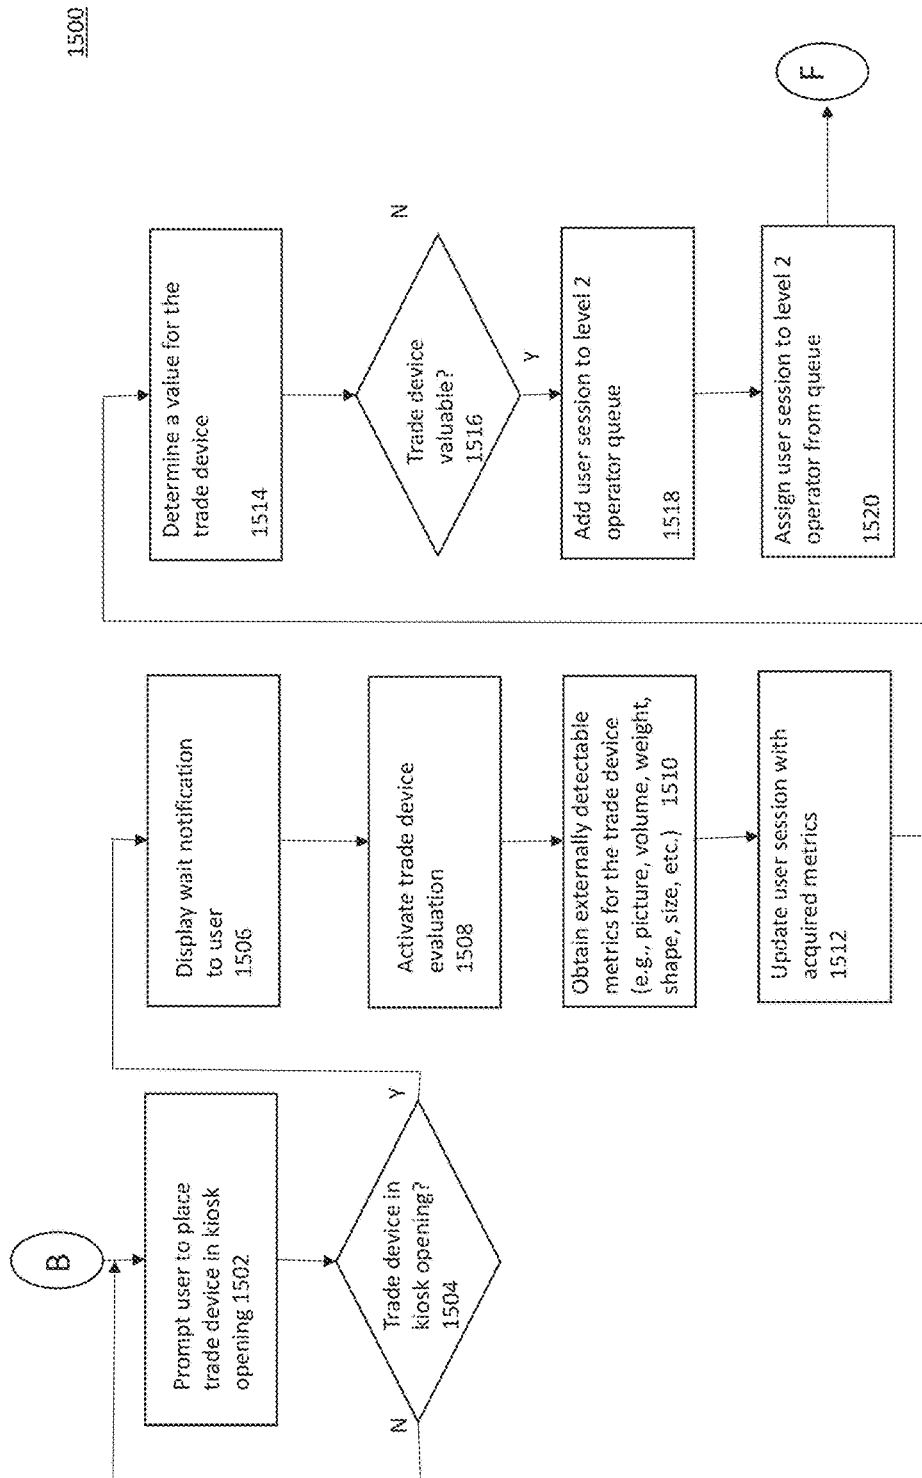 1500
B
Prompt user to place
trade device in kiosk
opening 1502
Trade device in
kiosk opening?
1504
N
Y
Display wait notification
to user
1506
Activate trade device
evaluation
1508
Obtain externally detectable
metrics for the trade device
(e.g., picture, volume, weight,
shape, size, etc.) 1510
Update user session with
acquired metrics
1512
Determine a value for the
trade device
1514
Trade device
valuable?
1516
N
Y
Add user session to level 2
operator queue
1518
Assign user session to level 2
operator from queue
1520
F